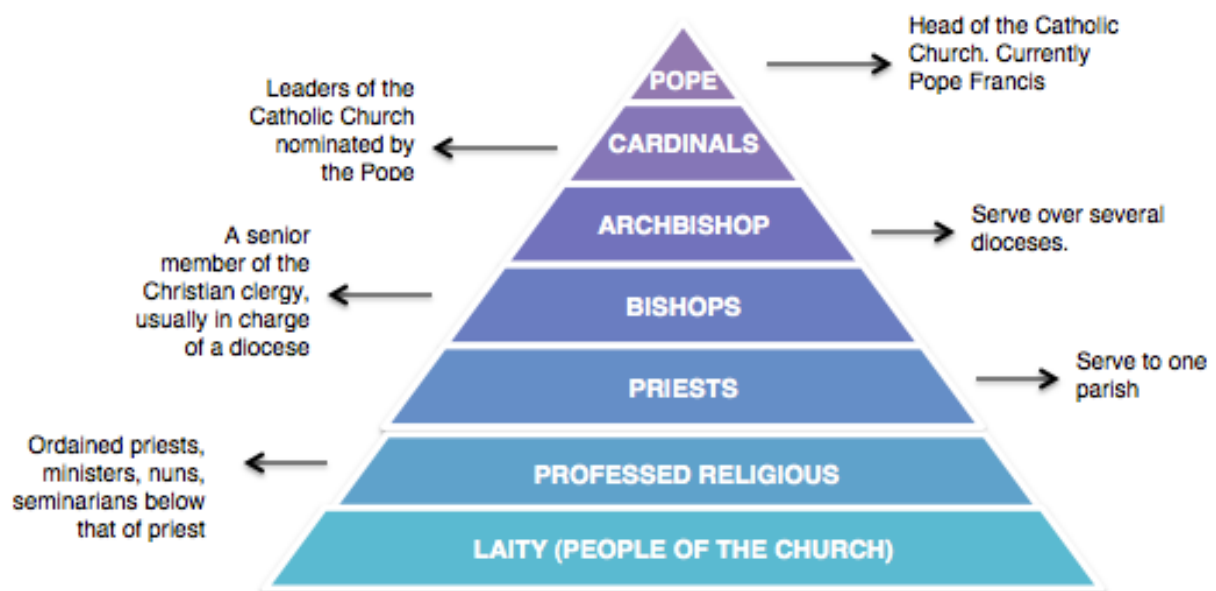 Head of the Catholic
Church. Currently
Pope Francis
POPE
Leaders of the
Catholic Church
nominated by
the Pope
CARDINALS
ARCHBISHOP
Serve over several
dioceses.
A senior
member of the
Christian clergy,
usually in charge
of a diocese
BISHOPS
PRIESTS
Serve to one
parish
Ordained priests,
ministers, nuns,
seminarians below
that of priest
PROFESSED RELIGIOUS
LAITY (PEOPLE OF THE CHURCH)